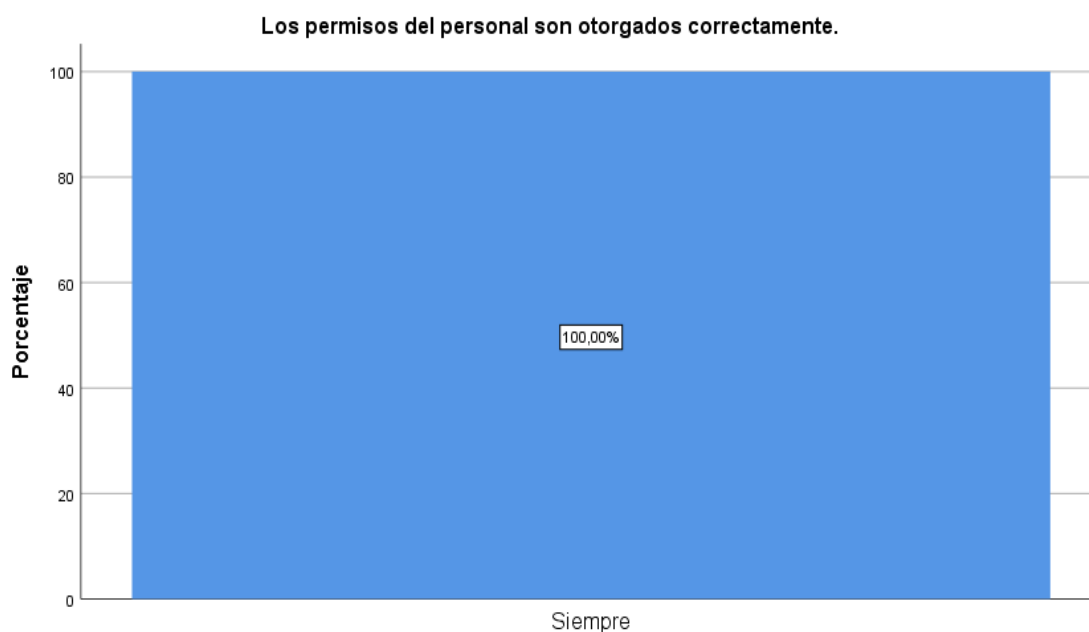 Los permisos del personal son otorgados correctamente.
100
80
60
40
20
0
Porcentaje
100,00%
Siempre